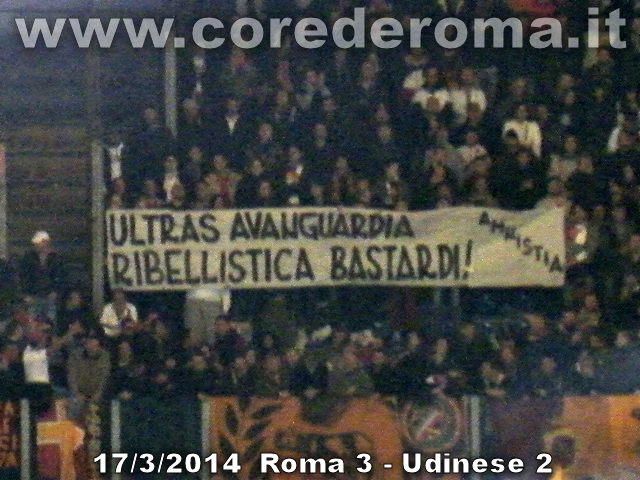 www.corederoma.it
ULTRAS AVANGUARDIA
RIBELLISTICA BASTARDI!
AMNISTIA
17/3/2014 Roma 3 - Udinese 2